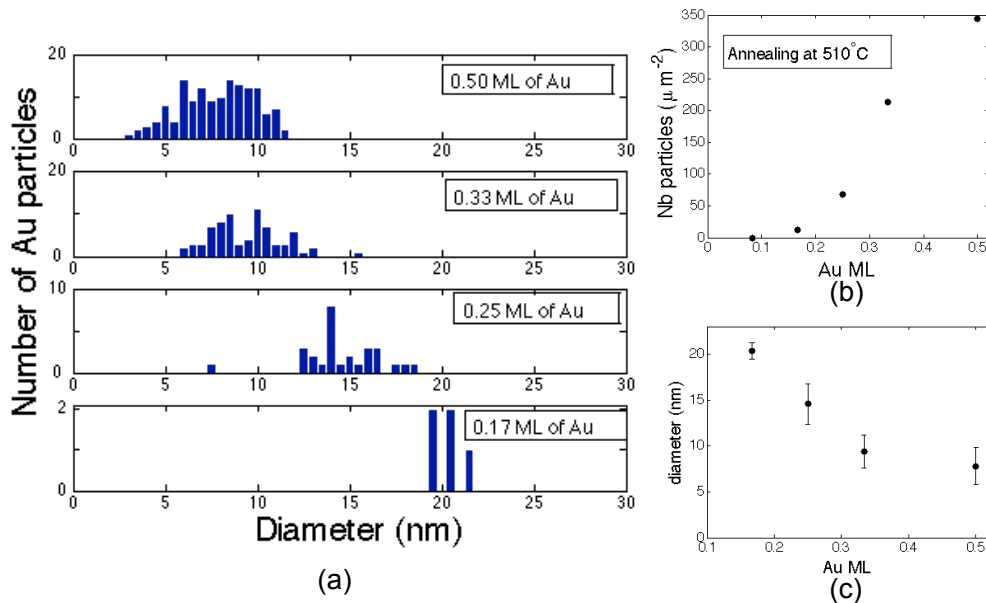 Number of Au particles
20
10
0
0.50 ML of Au
0 5 10 15 20 25 30
20
10
0
0.33 ML of Au
0 5 10 15 20 25 30
10
5
0
0.25 ML of Au
0 5 10 15 20 25 30
2
1
0
0.17 ML of Au
0 5 10 15 20 25 30
Diameter (nm)
(a)
Nb particles (μ m⁻²)
350
300
250
200
150
100
50
0
Annealing at 510°C
0 0.1 0.2 0.3 0.4 0.5
Au ML
(b)
diameter (nm)
20
15
10
5
0
0.1 0.2 0.3 0.4 0.5
Au ML
(c)